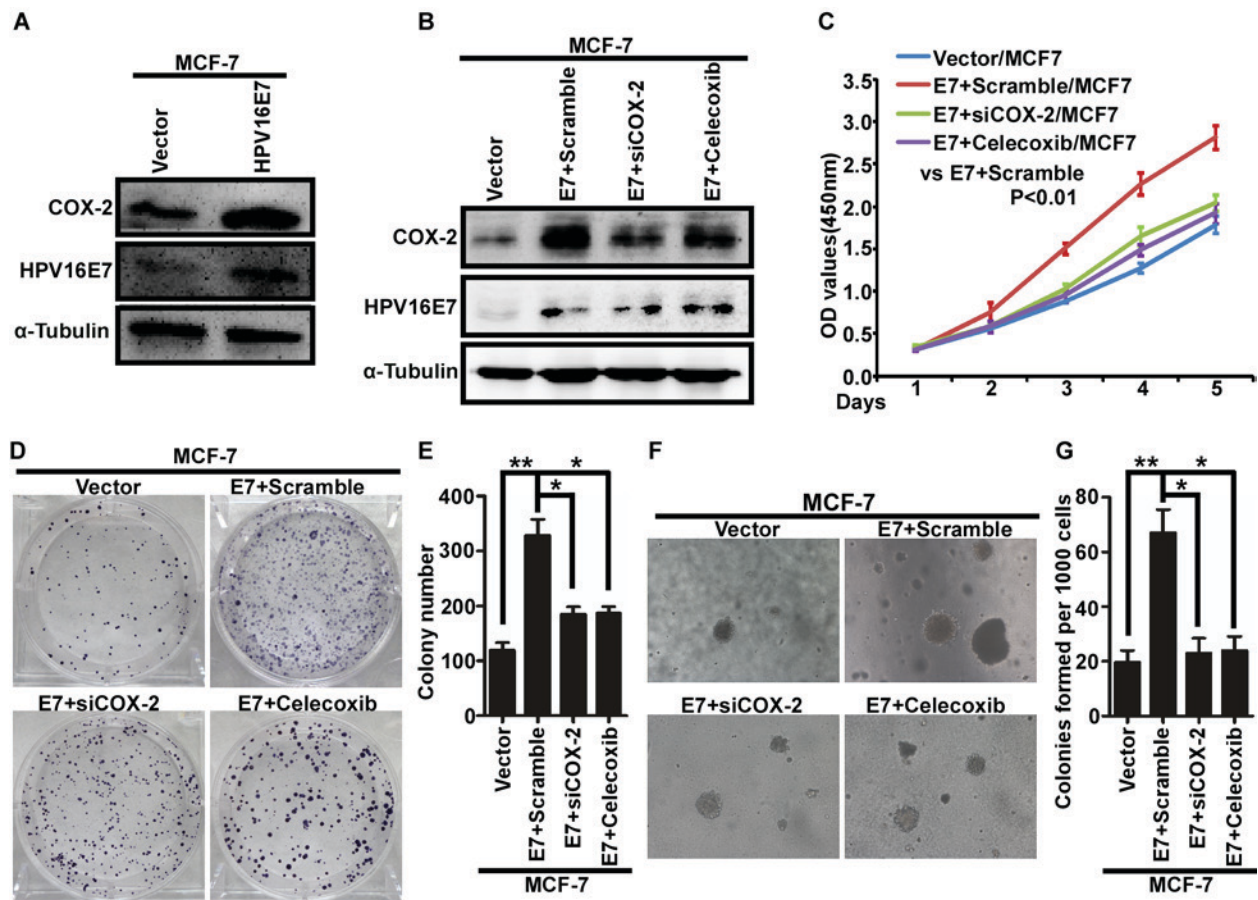 A
MCF-7
Vector
HPV16E7
COX-2
HPV16E7
α-Tubulin
B
MCF-7
Vector
E7+Scramble
E7+siCOX-2
E7+Celecoxib
COX-2
HPV16E7
α-Tubulin
C
Vector/MCF7
E7+Scramble/MCF7
E7+siCOX-2/MCF7
E7+Celecoxib/MCF7
vs E7+Scramble
P<0.01
OD values(450nm)
3.5
3.0
2.5
2.0
1.5
1.0
0.5
0.0
1 2 3 4 5
Days
D
MCF-7
Vector
E7+Scramble
E7+siCOX-2
E7+Celecoxib
E
** *
*
Colony number
400
300
200
100
0
Vector
E7+Scramble
E7+siCOX-2
E7+Celecoxib
MCF-7
F
MCF-7
Vector
E7+Scramble
E7+siCOX-2
E7+Celecoxib
G
** *
*
Colonies formed per 1000 cells
80
60
40
20
0
Vector
E7+Scramble
E7+siCOX-2
E7+Celecoxib
MCF-7